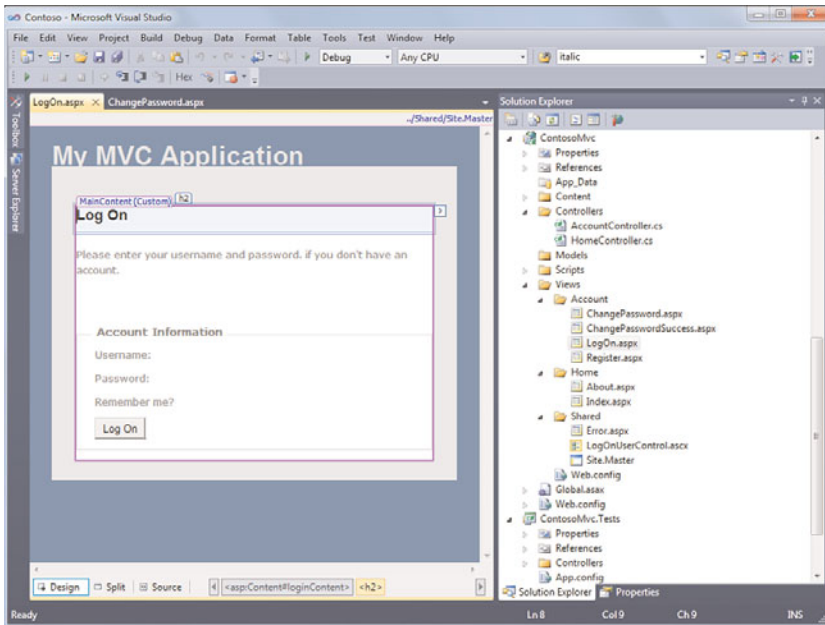 Contoso - Microsoft Visual Studio
File Edit View Project Build Debug Data Format Table Tools Test Window Help
Debug Any CPU italic
Hex
Toolbox
Server Explorer
LogOn.aspx ChangePassword.aspx
../Shared/Site.Master
My MVC Application
MainContent (Custom) h2
Log On
Please enter your username and password. if you don't have an
account.
Account Information
Username:
Password:
Remember me?
Log On
Design Split Source <asp:Content#loginContent> <h2>
Solution Explorer
ContosoMvc
Properties
References
App_Data
Content
Controllers
AccountController.cs
HomeController.cs
Models
Scripts
Views
Account
ChangePassword.aspx
ChangePasswordSuccess.aspx
LogOn.aspx
Register.aspx
Home
About.aspx
Index.aspx
Shared
Error.aspx
LogOnUserControl.ascx
Site.Master
Web.config
Global.asax
Web.config
ContosoMvc.Tests
Properties
References
Controllers
App.config
Solution Explorer Properties
Ready Ln 8 Col 9 Ch 9 INS